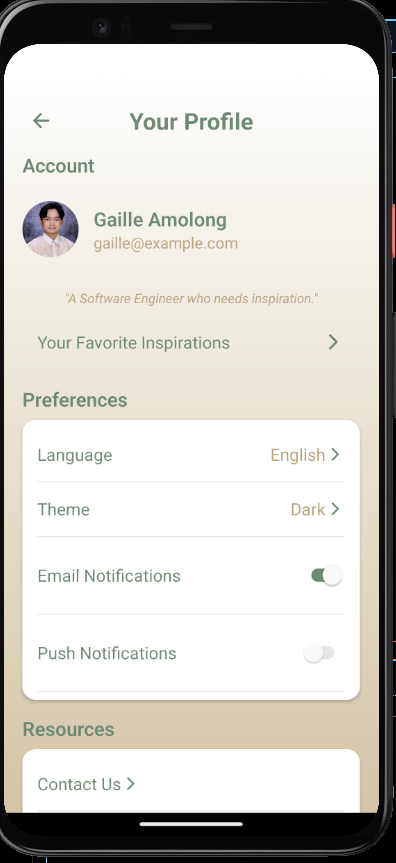 Your Profile
Account
Gaille Amolong
gaille@example.com
"A Software Engineer who needs inspiration."
Your Favorite Inspirations
Preferences
Language English
Theme Dark
Email Notifications
Push Notifications
Resources
Contact Us